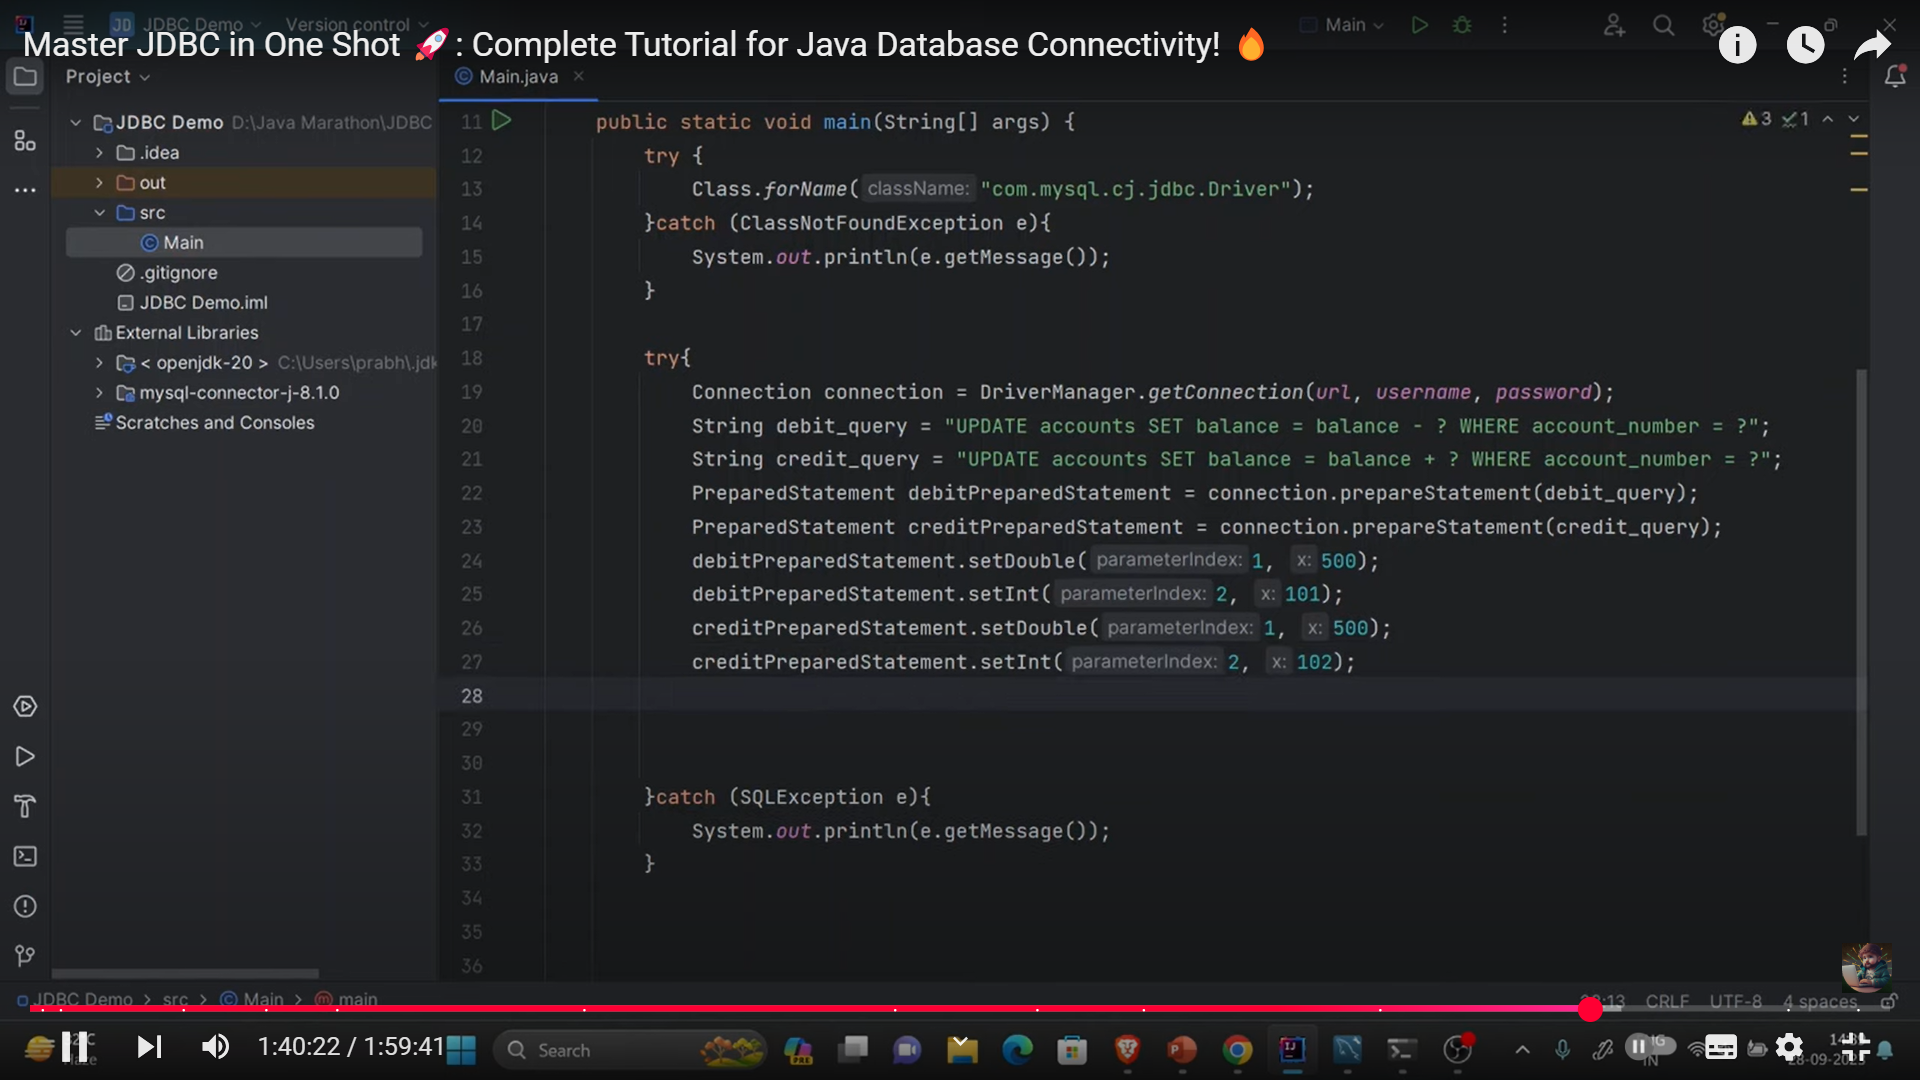 JD JDBC Demo Version control Main
Master JDBC in One Shot 🚀 : Complete Tutorial for Java Database Connectivity! 🔥
Project
Main.java
JDBC Demo D:\Java Marathon\JDBC
.idea
out
src
Main
.gitignore
JDBC Demo.iml
External Libraries
< openjdk-20 > C:\Users\prabh\.jdk
mysql-connector-j-8.1.0
Scratches and Consoles
3 1
11 public static void main(String[] args) {
12 try {
13 Class.forName( className: "com.mysql.cj.jdbc.Driver");
14 }catch (ClassNotFoundException e){
15 System.out.println(e.getMessage());
16 }
17
18 try{
19 Connection connection = DriverManager.getConnection(url, username, password);
20 String debit_query = "UPDATE accounts SET balance = balance - ? WHERE account_number = ?";
21 String credit_query = "UPDATE accounts SET balance = balance + ? WHERE account_number = ?";
22 PreparedStatement debitPreparedStatement = connection.prepareStatement(debit_query);
23 PreparedStatement creditPreparedStatement = connection.prepareStatement(credit_query);
24 debitPreparedStatement.setDouble( parameterIndex: 1, x: 500);
25 debitPreparedStatement.setInt( parameterIndex: 2, x: 101);
26 creditPreparedStatement.setDouble( parameterIndex: 1, x: 500);
27 creditPreparedStatement.setInt( parameterIndex: 2, x: 102);
28
29
30
31 }catch (SQLException e){
32 System.out.println(e.getMessage());
33 }
34
35
36
JDBC Demo > src > Main > main
CRLF UTF-8 4 spaces
1:40:22 / 1:59:41
Search
PRE
IN